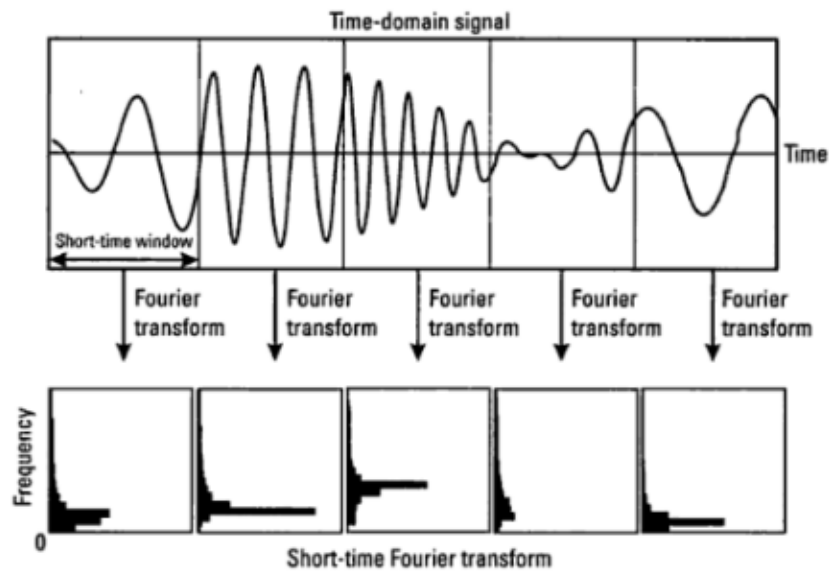 Time-domain signal
Time
Short-time window
Fourier
transform
Fourier
transform
Fourier
transform
Fourier
transform
Fourier
transform
Frequency
0
Short-time Fourier transform